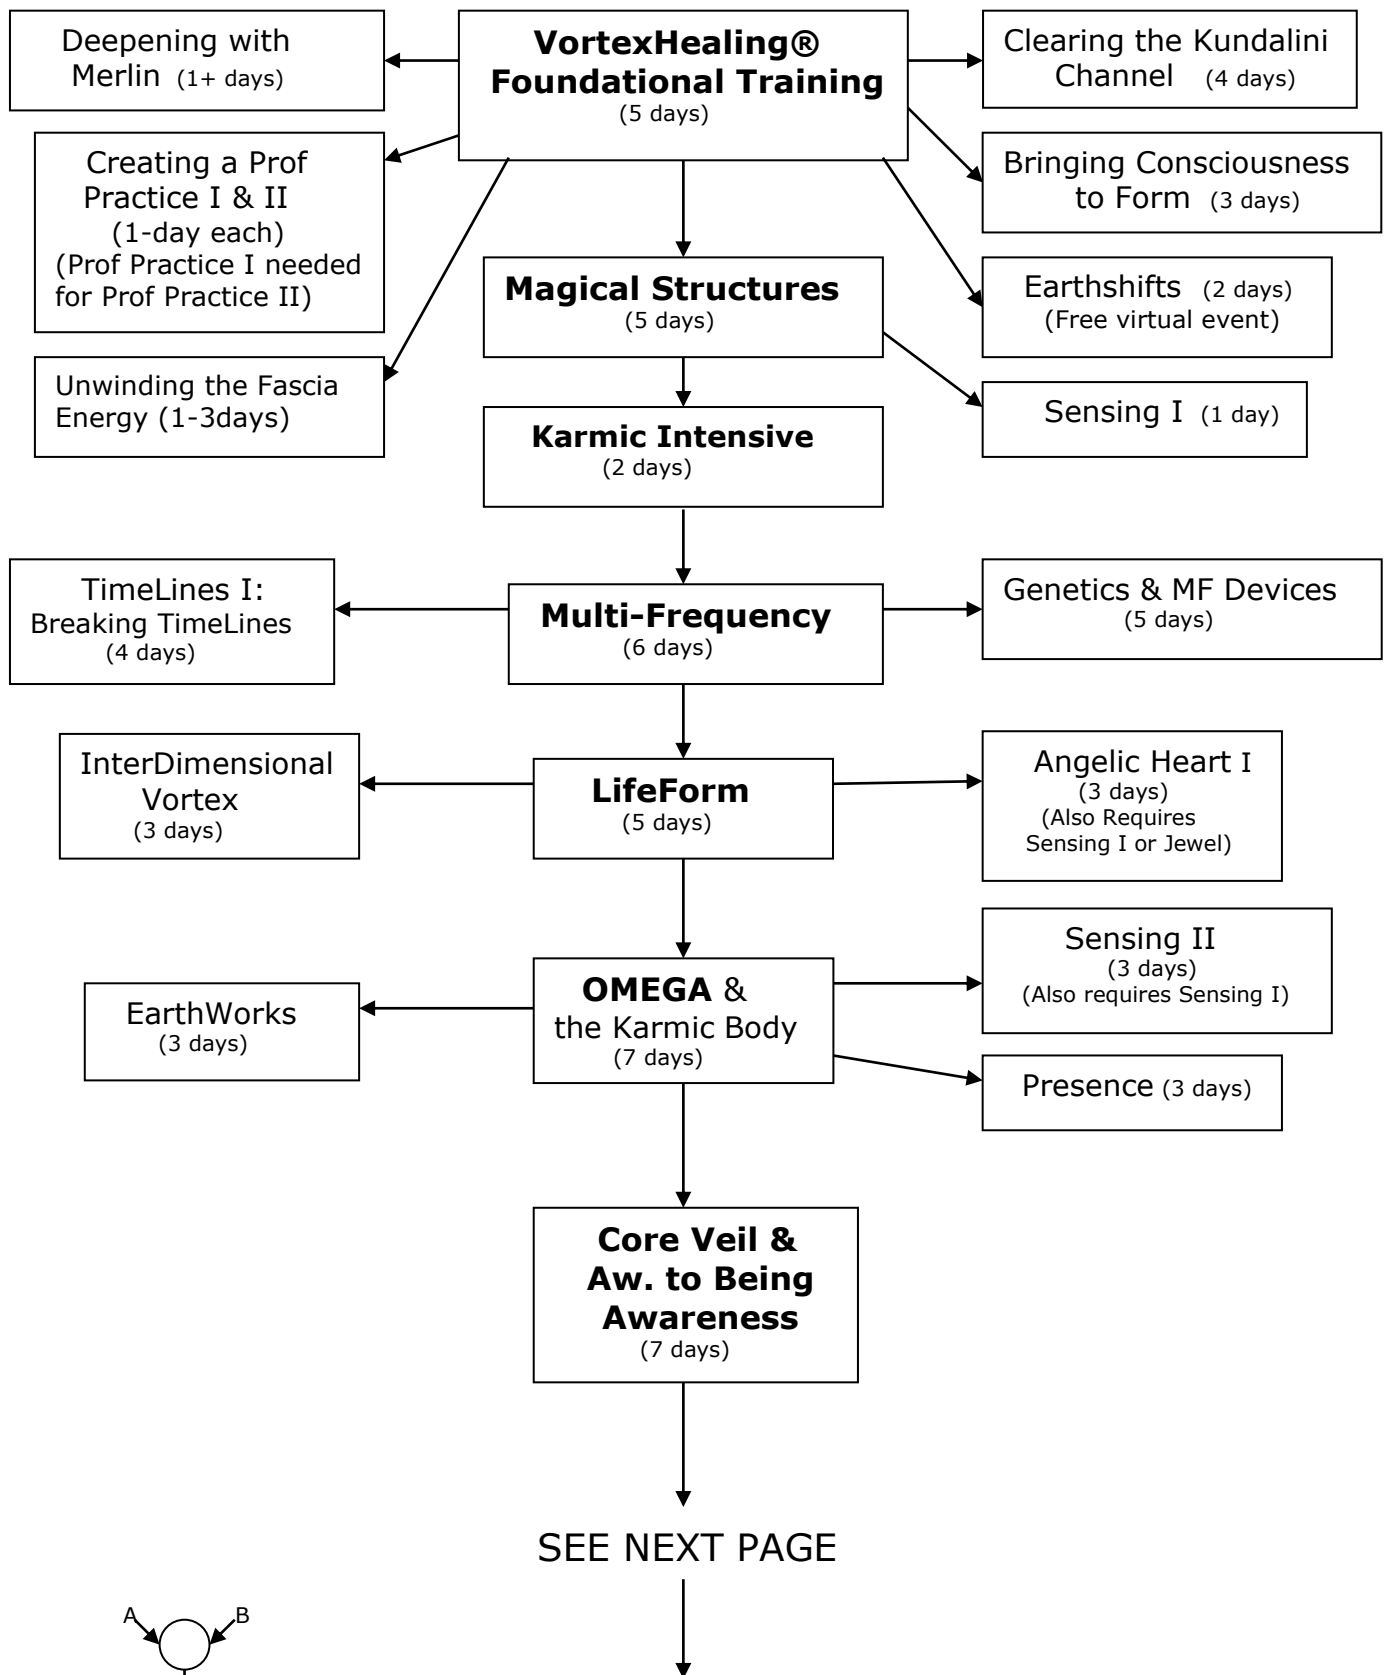 Deepening with
Merlin (1+ days)
VortexHealing®
Foundational Training
(5 days)
Clearing the Kundalini
Channel (4 days)
Creating a Prof
Practice I & II
(1-day each)
(Prof Practice I needed
for Prof Practice II)
Bringing Consciousness
to Form (3 days)
Magical Structures
(5 days)
Earthshifts (2 days)
(Free virtual event)
Unwinding the Fascia
Energy (1-3days)
Sensing I (1 day)
Karmic Intensive
(2 days)
TimeLines I:
Breaking TimeLines
(4 days)
Multi-Frequency
(6 days)
Genetics & MF Devices
(5 days)
InterDimensional
Vortex
(3 days)
LifeForm
(5 days)
Angelic Heart I
(3 days)
(Also Requires
Sensing I or Jewel)
EarthWorks
(3 days)
OMEGA &
the Karmic Body
(7 days)
Sensing II
(3 days)
(Also requires Sensing I)
Presence (3 days)
Core Veil &
Aw. to Being
Awareness
(7 days)
SEE NEXT PAGE
A B